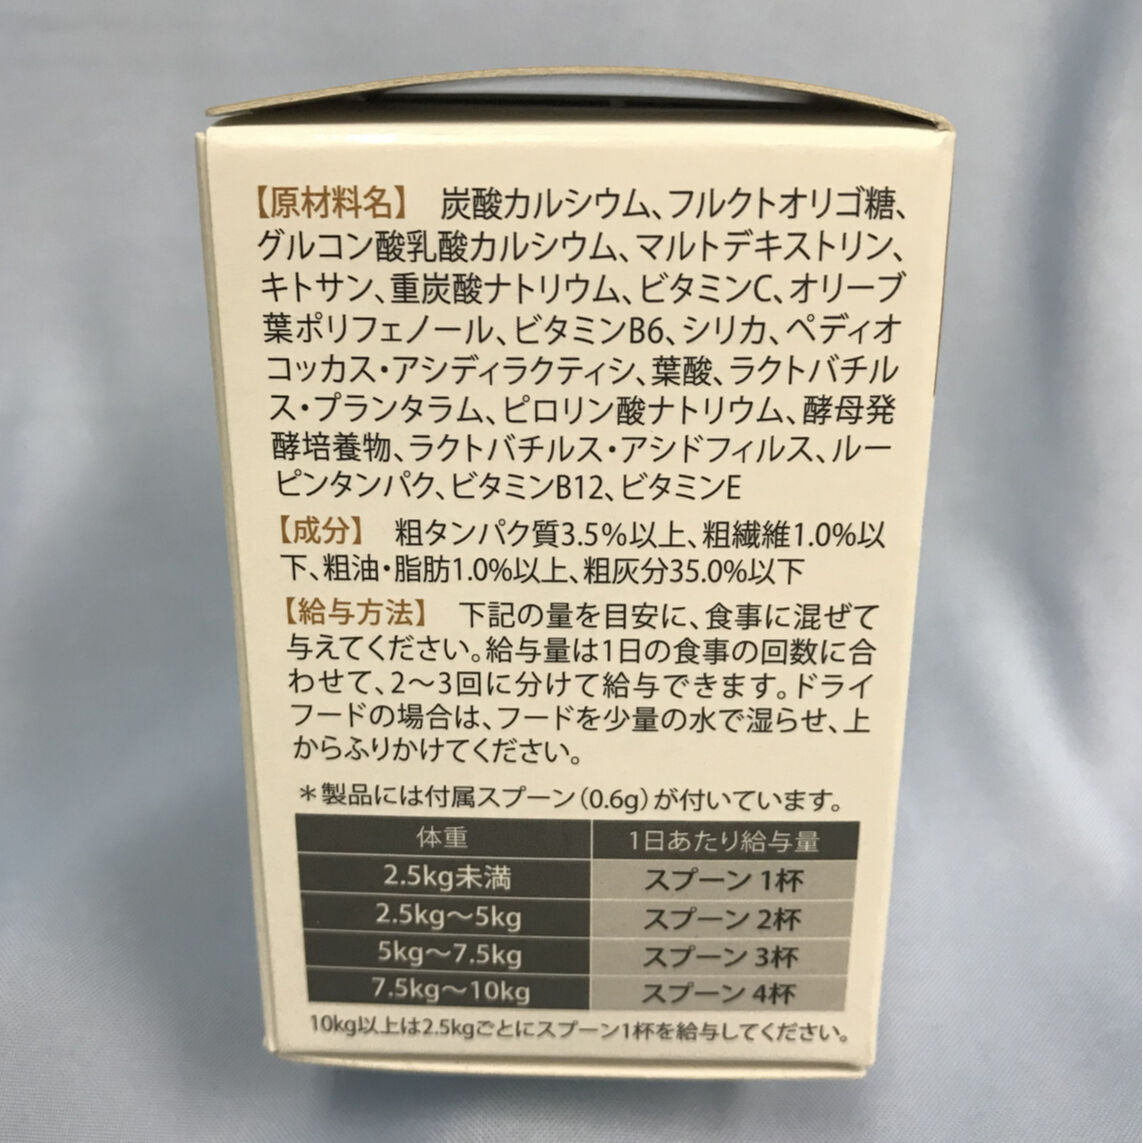 【原材料名】 炭酸カルシウム、フルクトオリゴ糖、
グルコン酸乳酸カルシウム、マルトデキストリン、
キトサン、重炭酸ナトリウム、ビタミンC、オリーブ
葉ポリフェノール、ビタミンB6、シリカ、ペディオ
コッカス・アシディラクティシ、葉酸、ラクトバチル
ス・プランタラム、ピロリン酸ナトリウム、酵母発
酵培養物、ラクトバチルス・アシドフィルス、ルー
ピンタンパク、ビタミンB12、ビタミンE
【成分】 粗タンパク質3.5%以上、粗繊維1.0%以
下、粗油・脂肪1.0%以上、粗灰分35.0%以下
【給与方法】 下記の量を目安に、食事に混ぜて
与えてください。給与量は1日の食事の回数に合
わせて、2〜3回に分けて給与できます。ドライ
フードの場合は、フードを少量の水で湿らせ、上
からふりかけてください。
＊製品には付属スプーン(0.6g)が付いています。
体重 1日あたり給与量
2.5kg未満 スプーン 1杯
2.5kg〜5kg スプーン 2杯
5kg〜7.5kg スプーン 3杯
7.5kg〜10kg スプーン 4杯
10kg以上は2.5kgごとにスプーン1杯を給与してください。